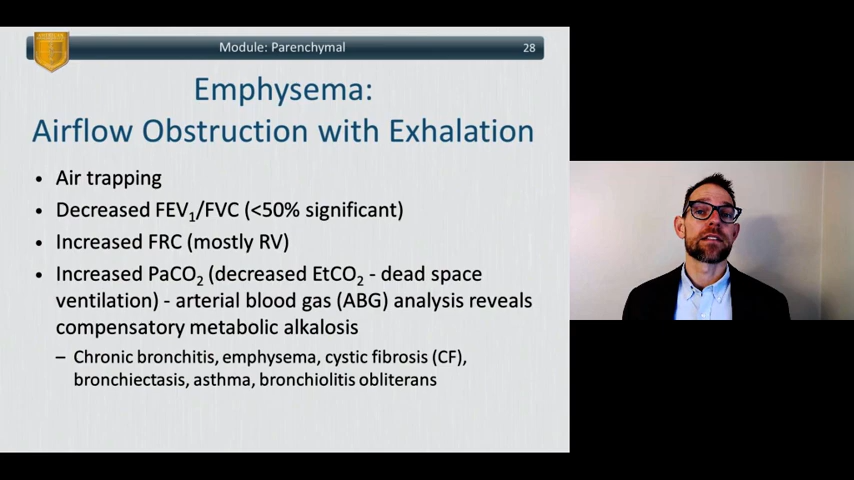 Module: Parenchymal
28
Emphysema:
Airflow Obstruction with Exhalation
• Air trapping
• Decreased FEV₁/FVC (<50% significant)
• Increased FRC (mostly RV)
• Increased PaCO₂ (decreased EtCO₂ - dead space
ventilation) - arterial blood gas (ABG) analysis reveals
compensatory metabolic alkalosis
– Chronic bronchitis, emphysema, cystic fibrosis (CF),
bronchiectasis, asthma, bronchiolitis obliterans